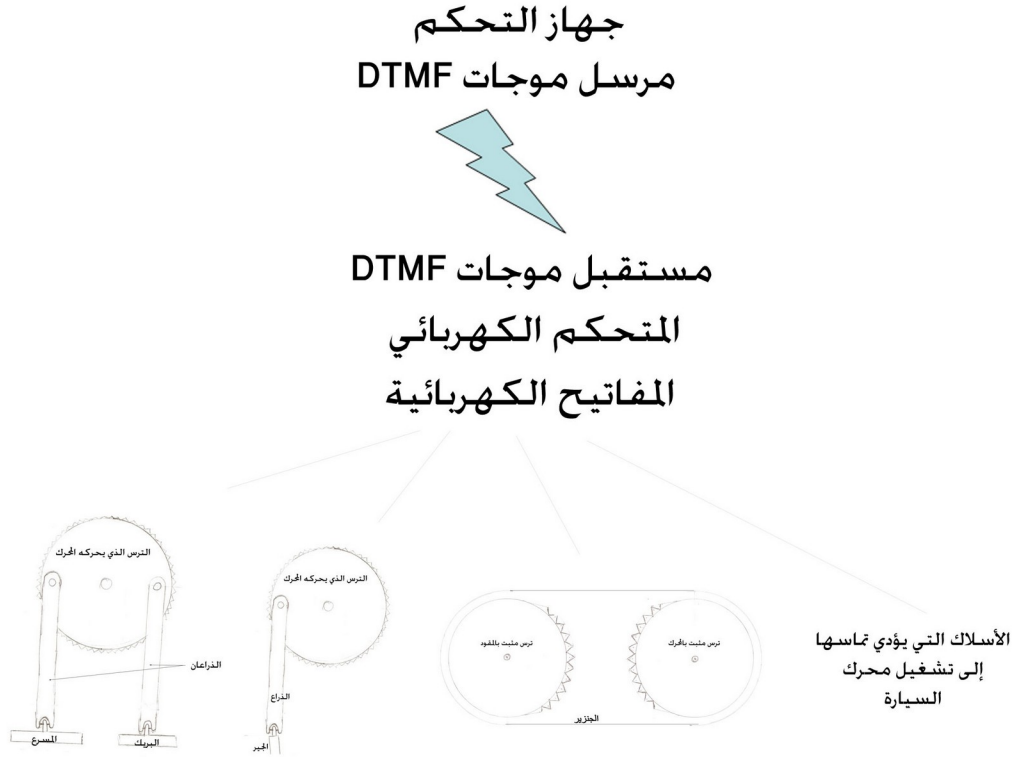 جهاز التحكم
مرسل موجات DTMF
مستقبل موجات DTMF
المتحكم الكهربائي
المفاتيح الكهربائية
الترس الذي يحركه المحرك
الذراعان
المسرع
البريك
الترس الذي يحركه المحرك
الذراع
الجير
ترس مثبت بالمحرك
ترس مثبت بالمقود
الجنزير
الأسلاك التي يؤدي تماسها
إلى تشغيل محرك
السيارة